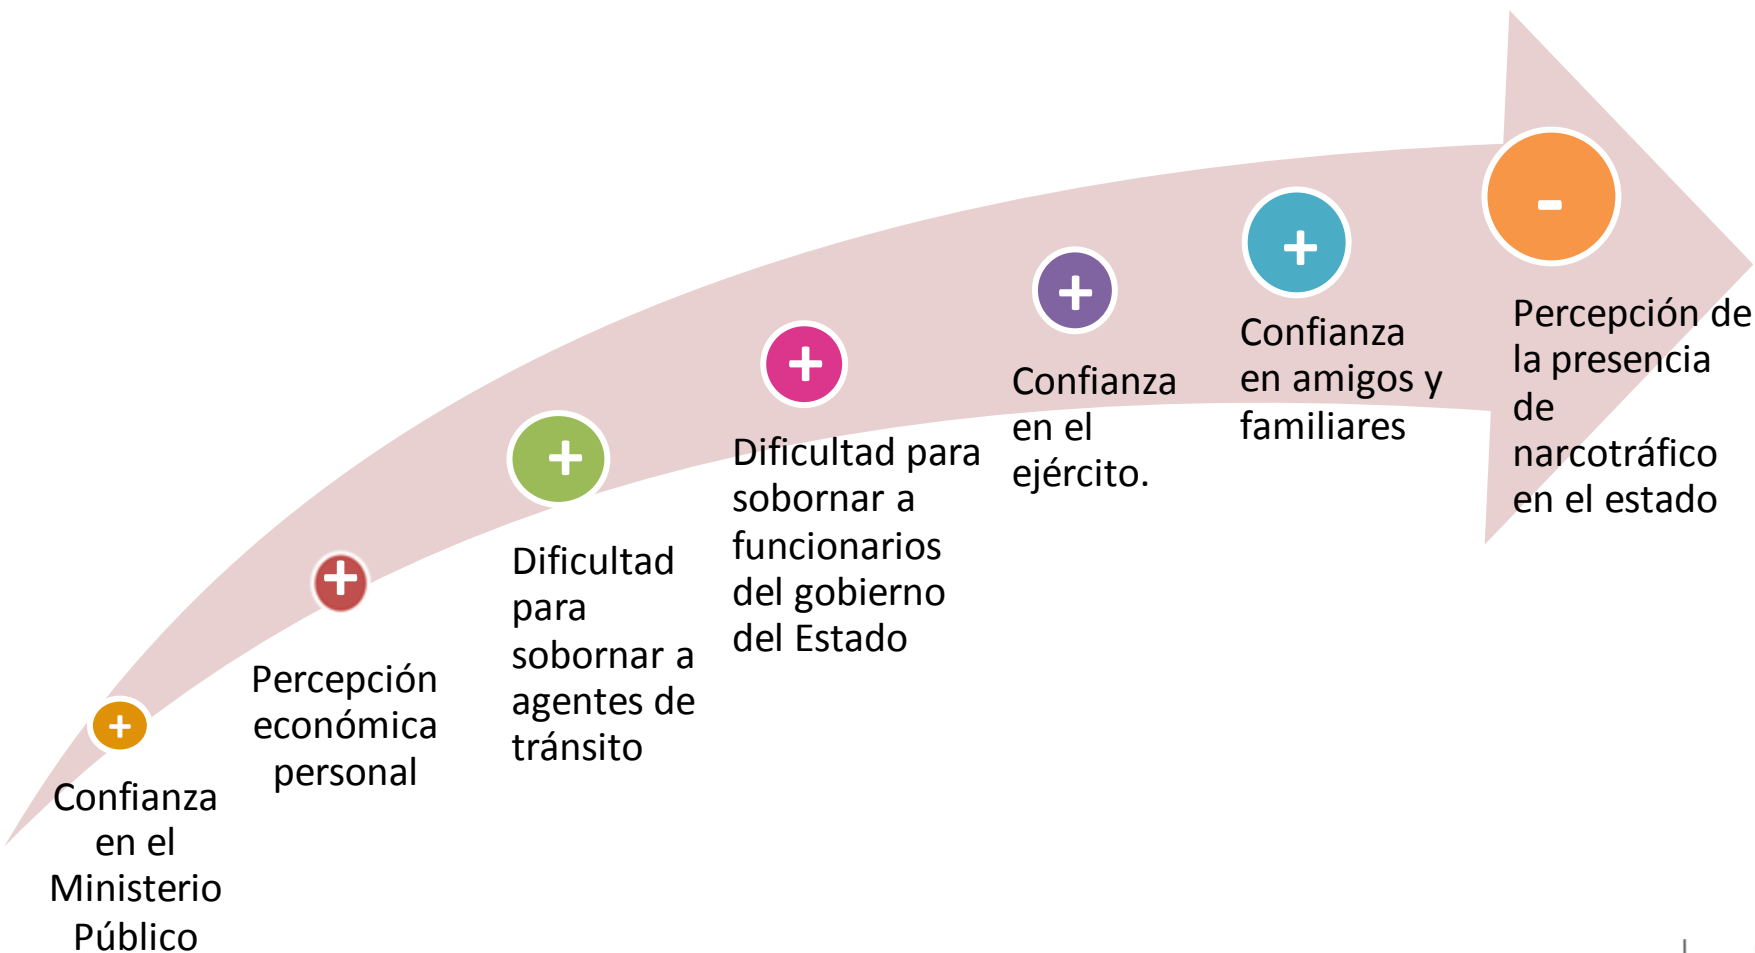 +
Confianza
en el
Ministerio
Público
+
Percepción
económica
personal
+
Dificultad
para
sobornar a
agentes de
tránsito
+
Dificultad para
sobornar a
funcionarios
del gobierno
del Estado
+
Confianza
en el
ejército.
+
Confianza
en amigos y
familiares
-
Percepción de
la presencia
de
narcotráfico
en el estado